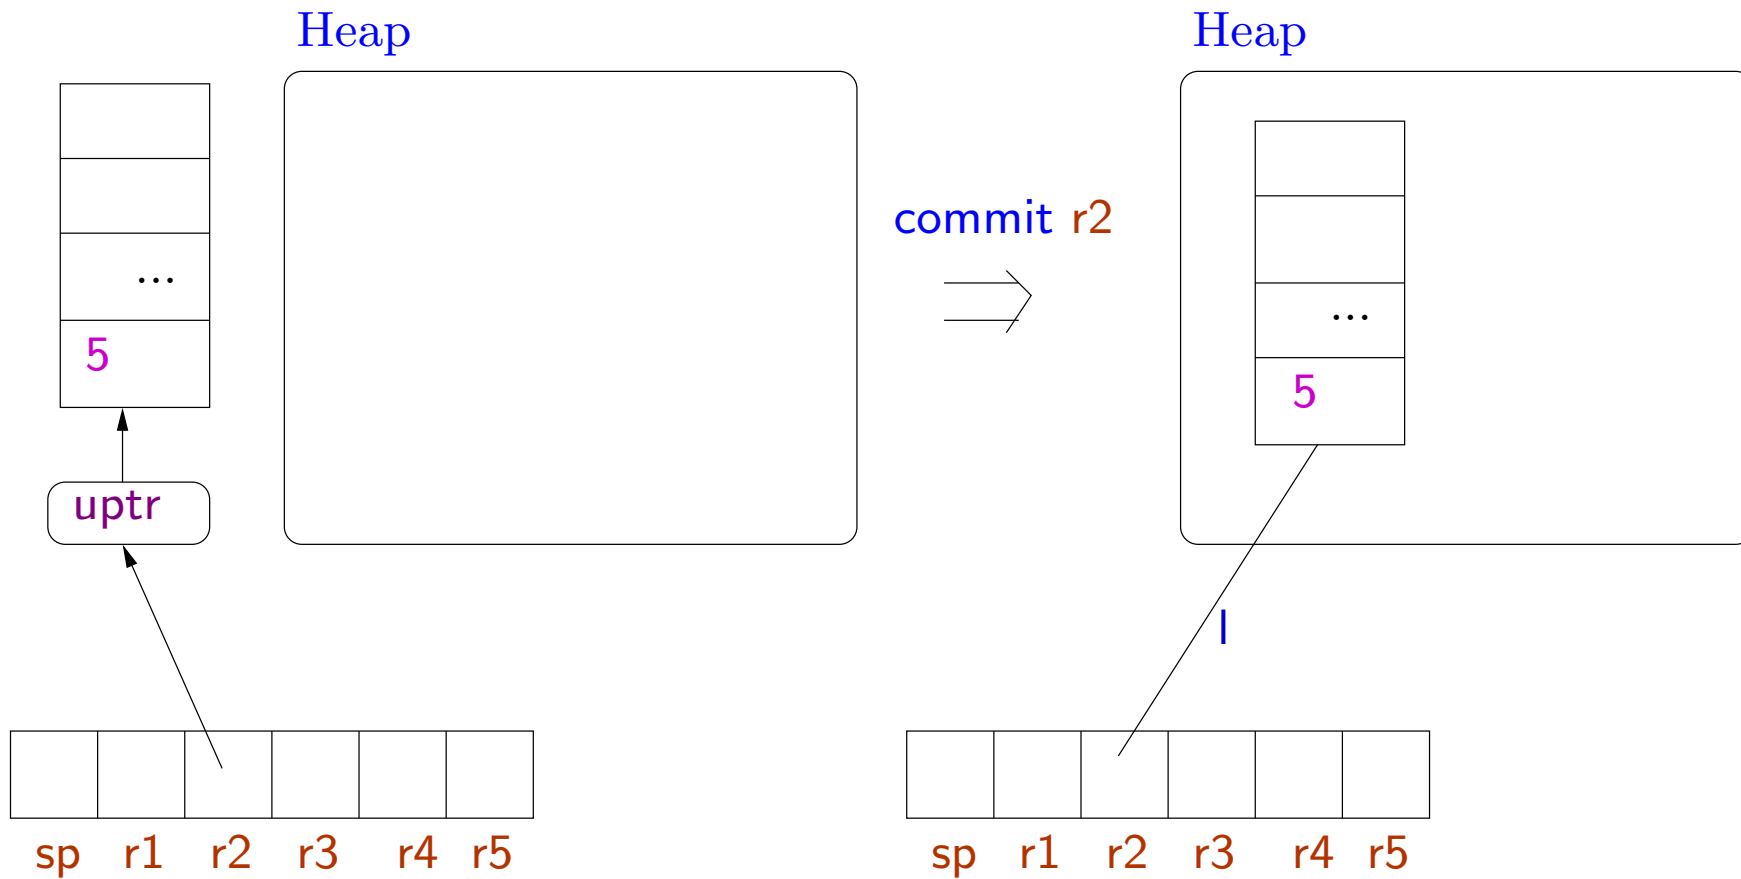 Heap
Heap
commit r2
...
...
5
5
uptr
l
sp r1 r2 r3 r4 r5
sp r1 r2 r3 r4 r5